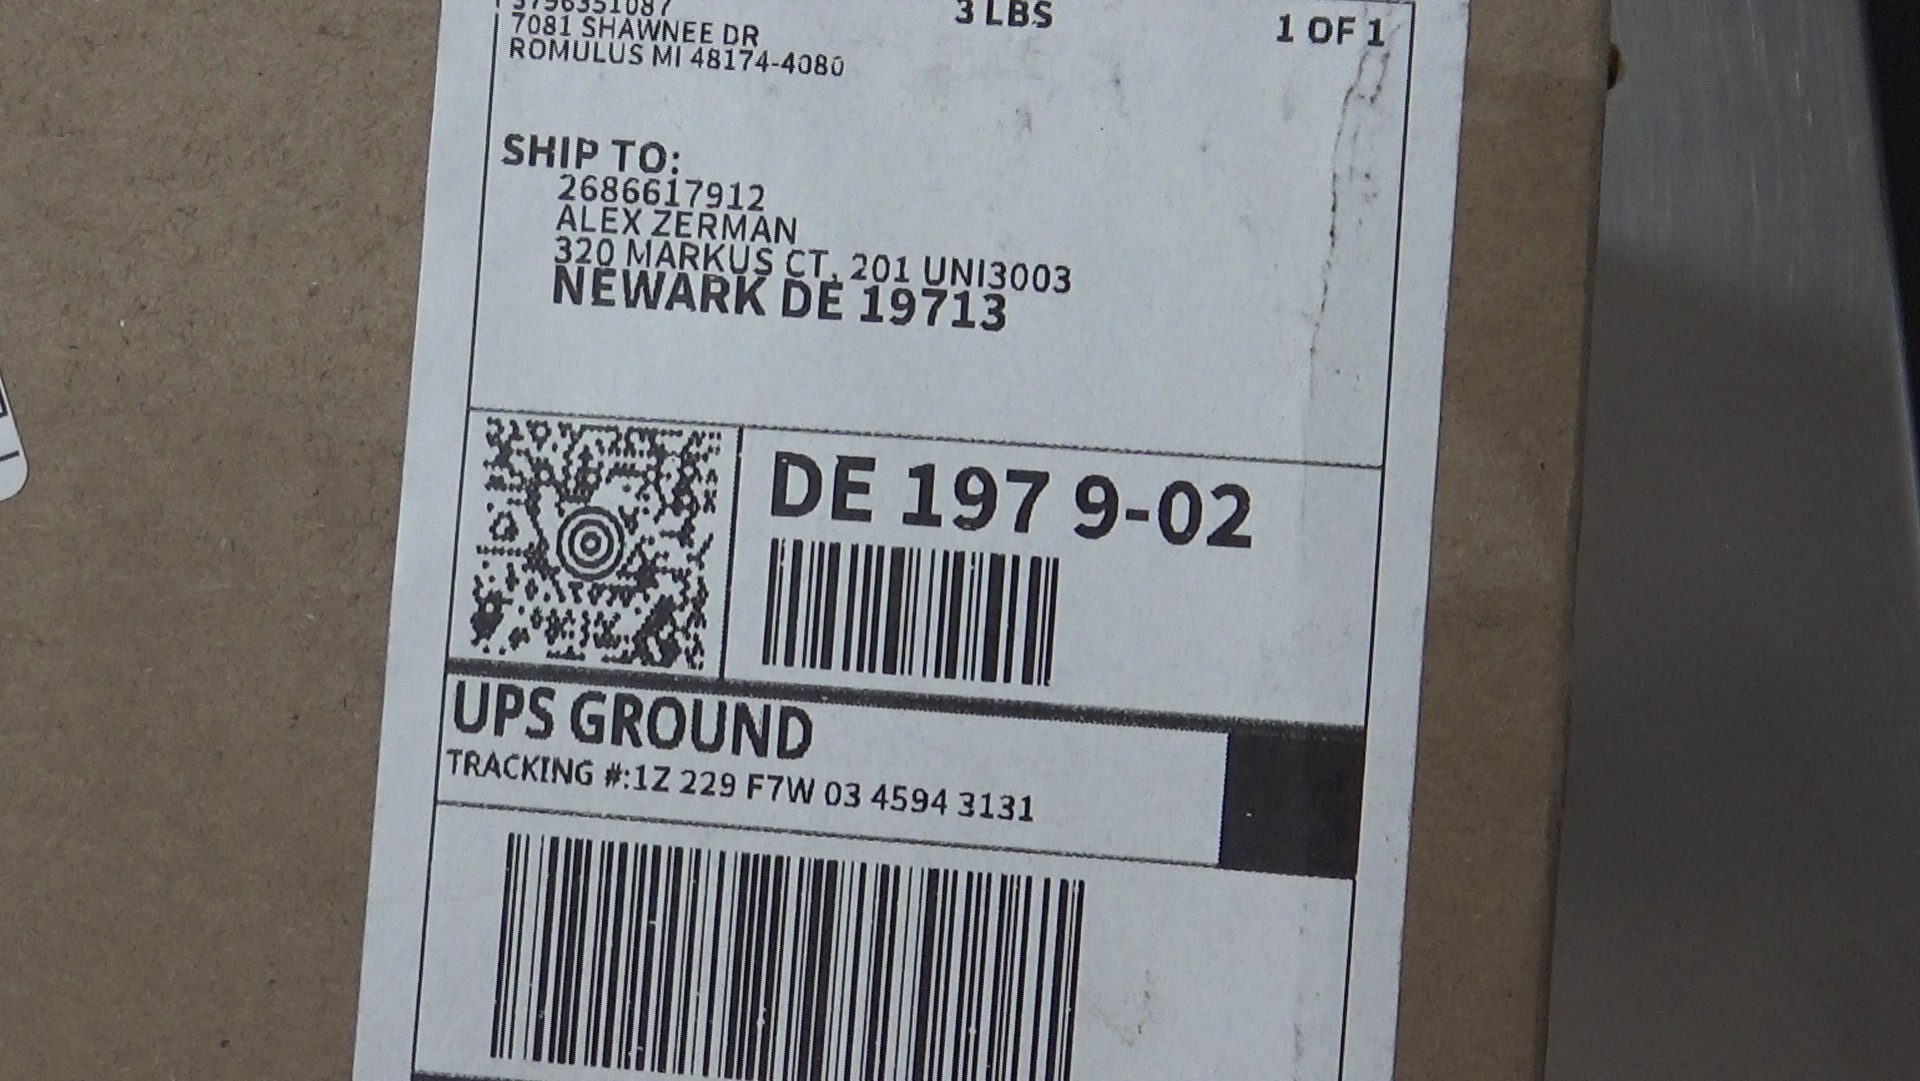 3796351087
7081 SHAWNEE DR
ROMULUS MI 48174-4080
3 LBS
1 OF 1
SHIP TO:
2686617912
ALEX ZERMAN
320 MARKUS CT, 201 UNI3003
NEWARK DE 19713
DE 197 9-02
UPS GROUND
TRACKING #:1Z 229 F7W 03 4594 3131